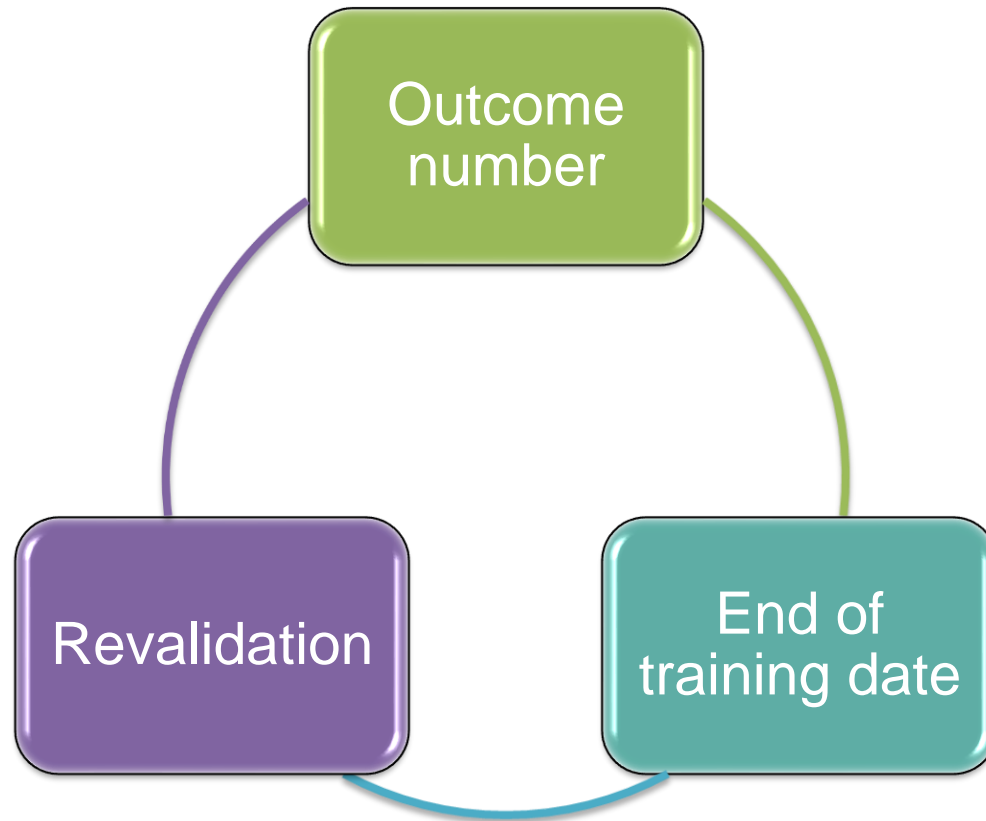 Outcome
number
Revalidation
End of
training date